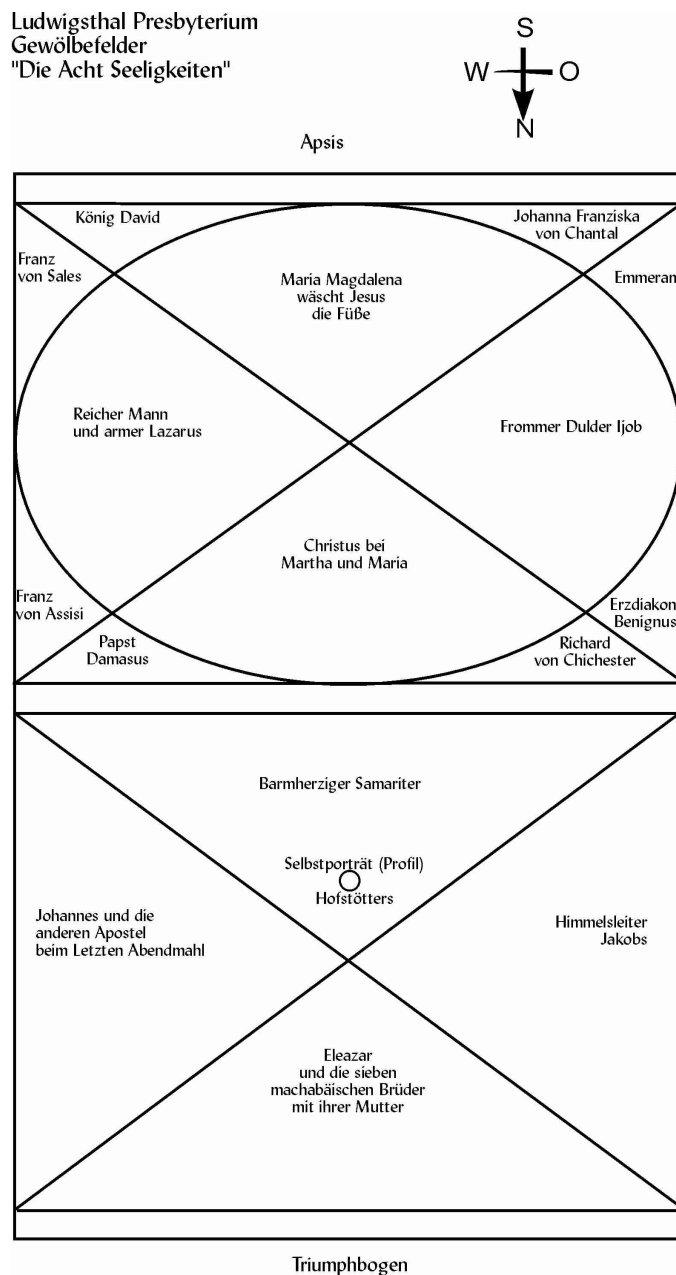 Ludwigsthal Presbyterium
Gewölbefelder
"Die Acht Seeligkeiten"
S
W
O
N
Apsis
König David
Johanna Franziska
von Chantal
Franz
von Sales
Maria Magdalena
wäscht Jesus
die Füße
Emmeram
Reicher Mann
und armer Lazarus
Frommer Dulder Ijob
Christus bei
Martha und Maria
Franz
von Assisi
Erzdiakon
Benignus
Papst
Damasus
Richard
von Chichester
Barmherziger Samariter
Selbstporträt (Profil)
Hofstötters
Johannes und die
anderen Apostel
beim Letzten Abendmahl
Himmelsleiter
Jakobs
Eleazar
und die sieben
machabäischen Brüder
mit ihrer Mutter
Triumphbogen